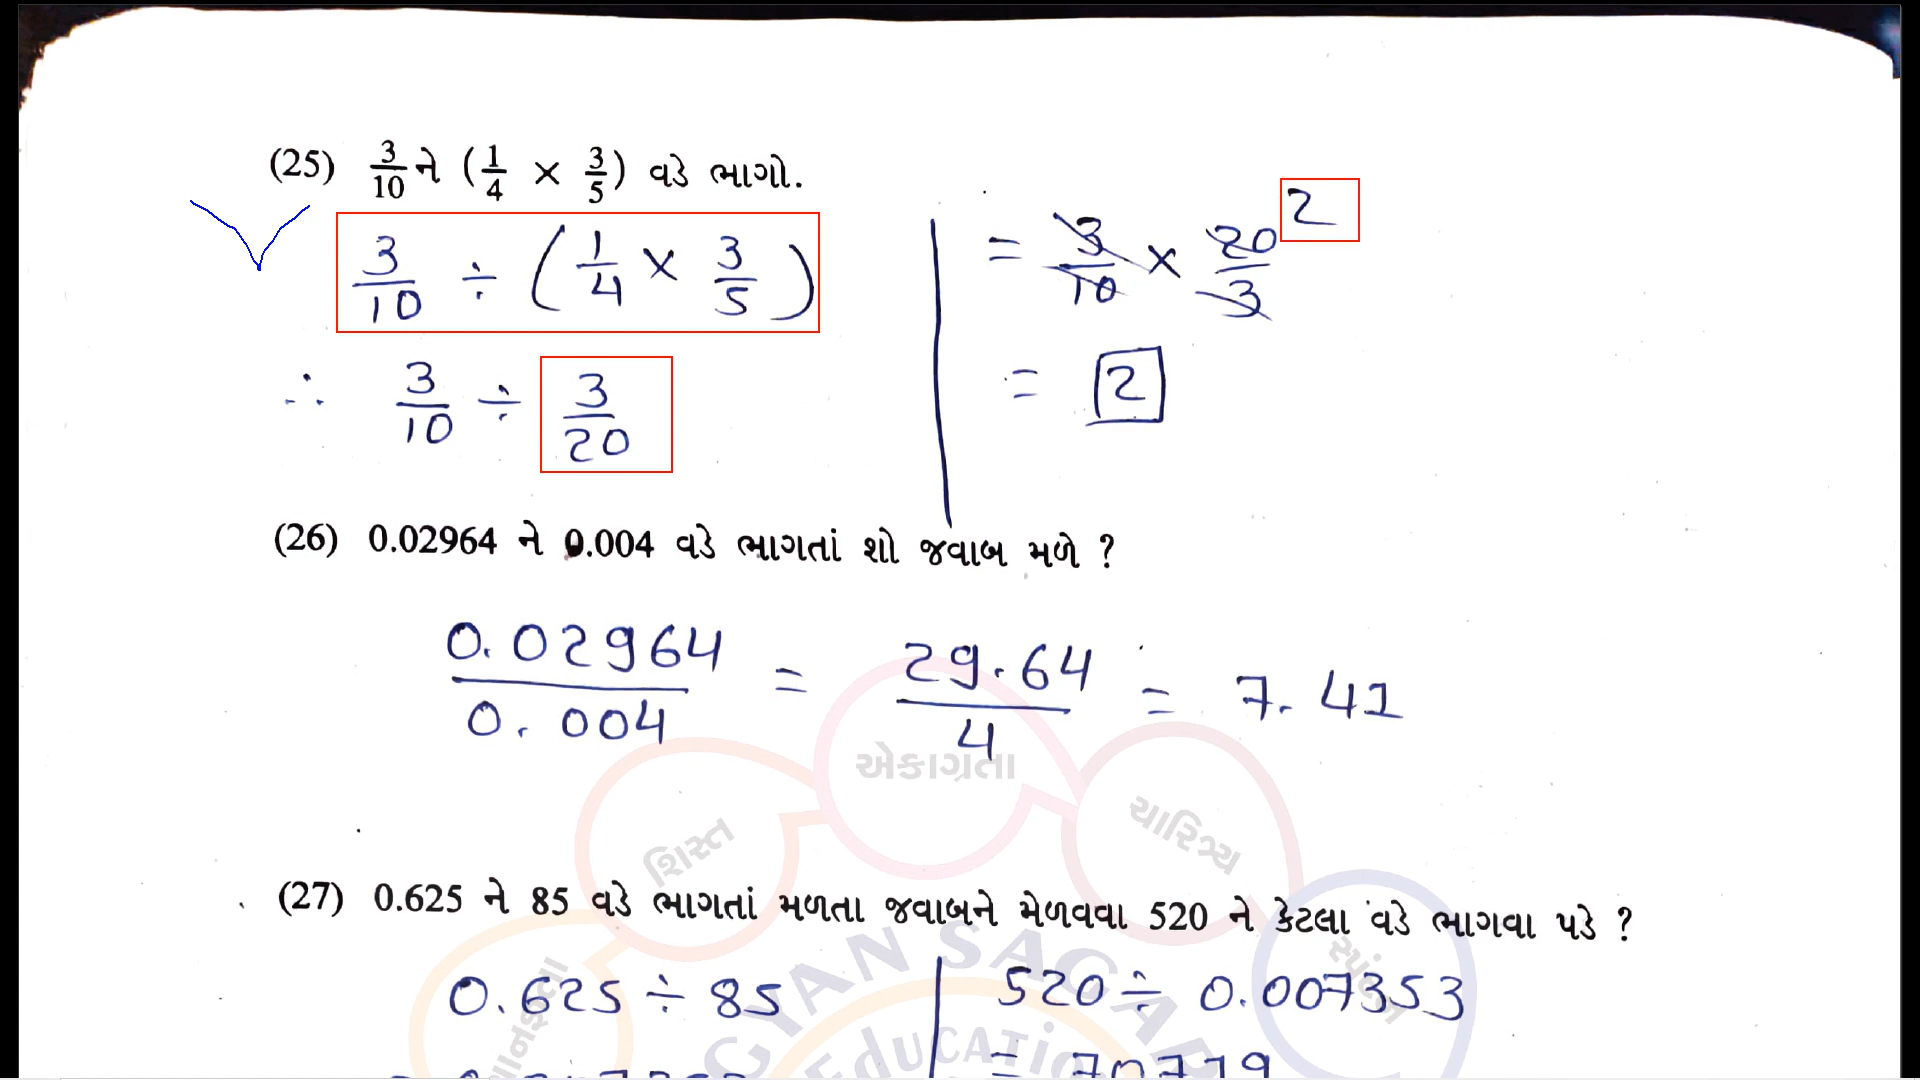 (25) 3/10 ને (1/4 × 3/5) વડે ભાગો.
3/10 ÷ (1/4 × 3/5)
∴ 3/10 ÷ 3/20
= 3/10 × 20/3 2
= 2
(26) 0.02964 ને 0.004 વડે ભાગતાં શો જવાબ મળે ?
0.02964/0.004 = 29.64/4 = 7.41
એકાગ્રતા
શિસ્ત
ચારિત્ર્ય
(27) 0.625 ને 85 વડે ભાગતાં મળતા જવાબને મેળવવા 520 ને કેટલા વડે ભાગવા પડે ?
0.625 ÷ 85
520 ÷ 0.007353
= 70719
GYAN SAGAR
EDUCATION